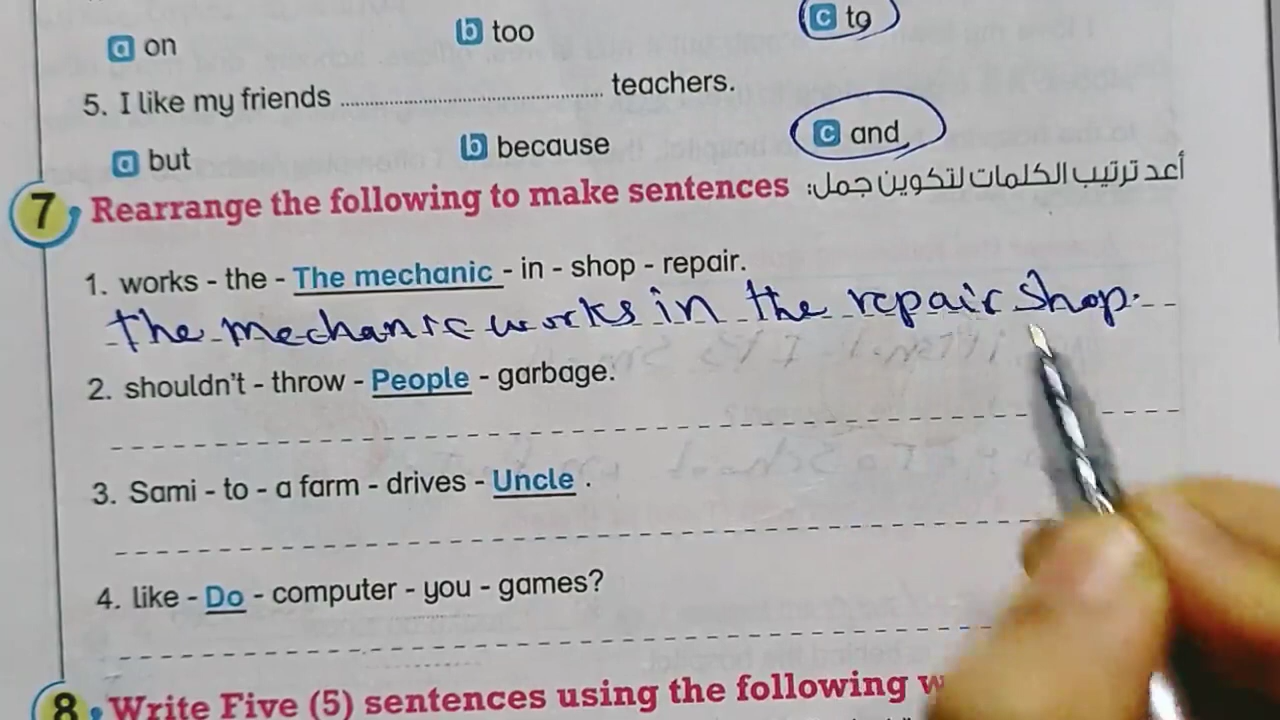 a on b too c to
5. I like my friends ........................ teachers.
a but b because c and
7 Rearrange the following to make sentences أعد ترتيب الكلمات لتكوين جمل:
1. works - the - The mechanic - in - shop - repair.
The mechanic works in the repair shop.
2. shouldn't - throw - People - garbage.
3. Sami - to - a farm - drives - Uncle .
4. like - Do - computer - you - games?
8 Write Five (5) sentences using the following